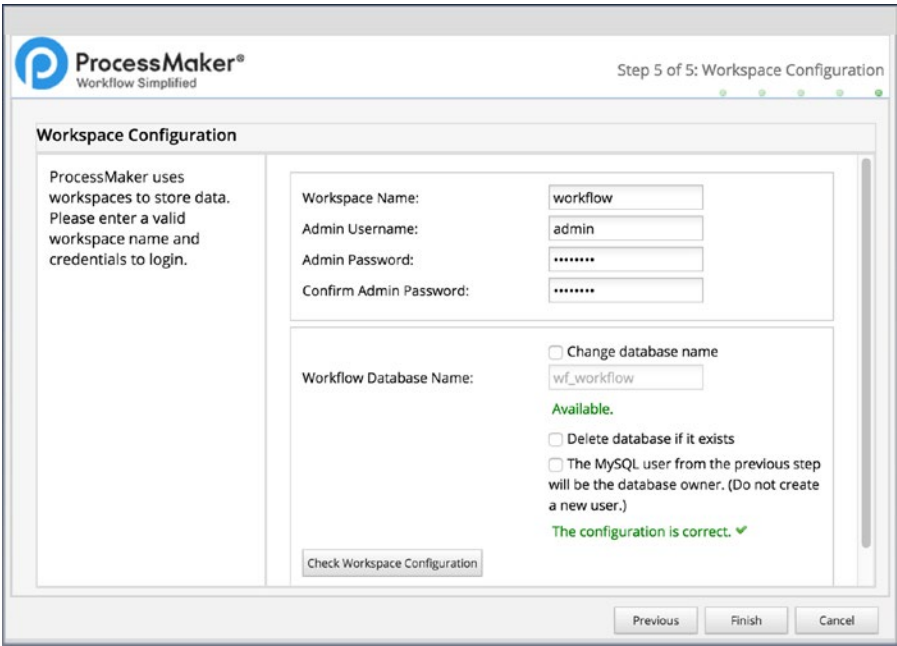 ProcessMaker®
Workflow Simplified
Step 5 of 5: Workspace Configuration
Workspace Configuration
ProcessMaker uses
workspaces to store data.
Please enter a valid
workspace name and
credentials to login.
Workspace Name: workflow
Admin Username: admin
Admin Password: ••••••••
Confirm Admin Password: ••••••••
Change database name
Workflow Database Name: wf_workflow
Available.
Delete database if it exists
The MySQL user from the previous step
will be the database owner. (Do not create
a new user.)
The configuration is correct. ✔
Check Workspace Configuration
Previous Finish Cancel